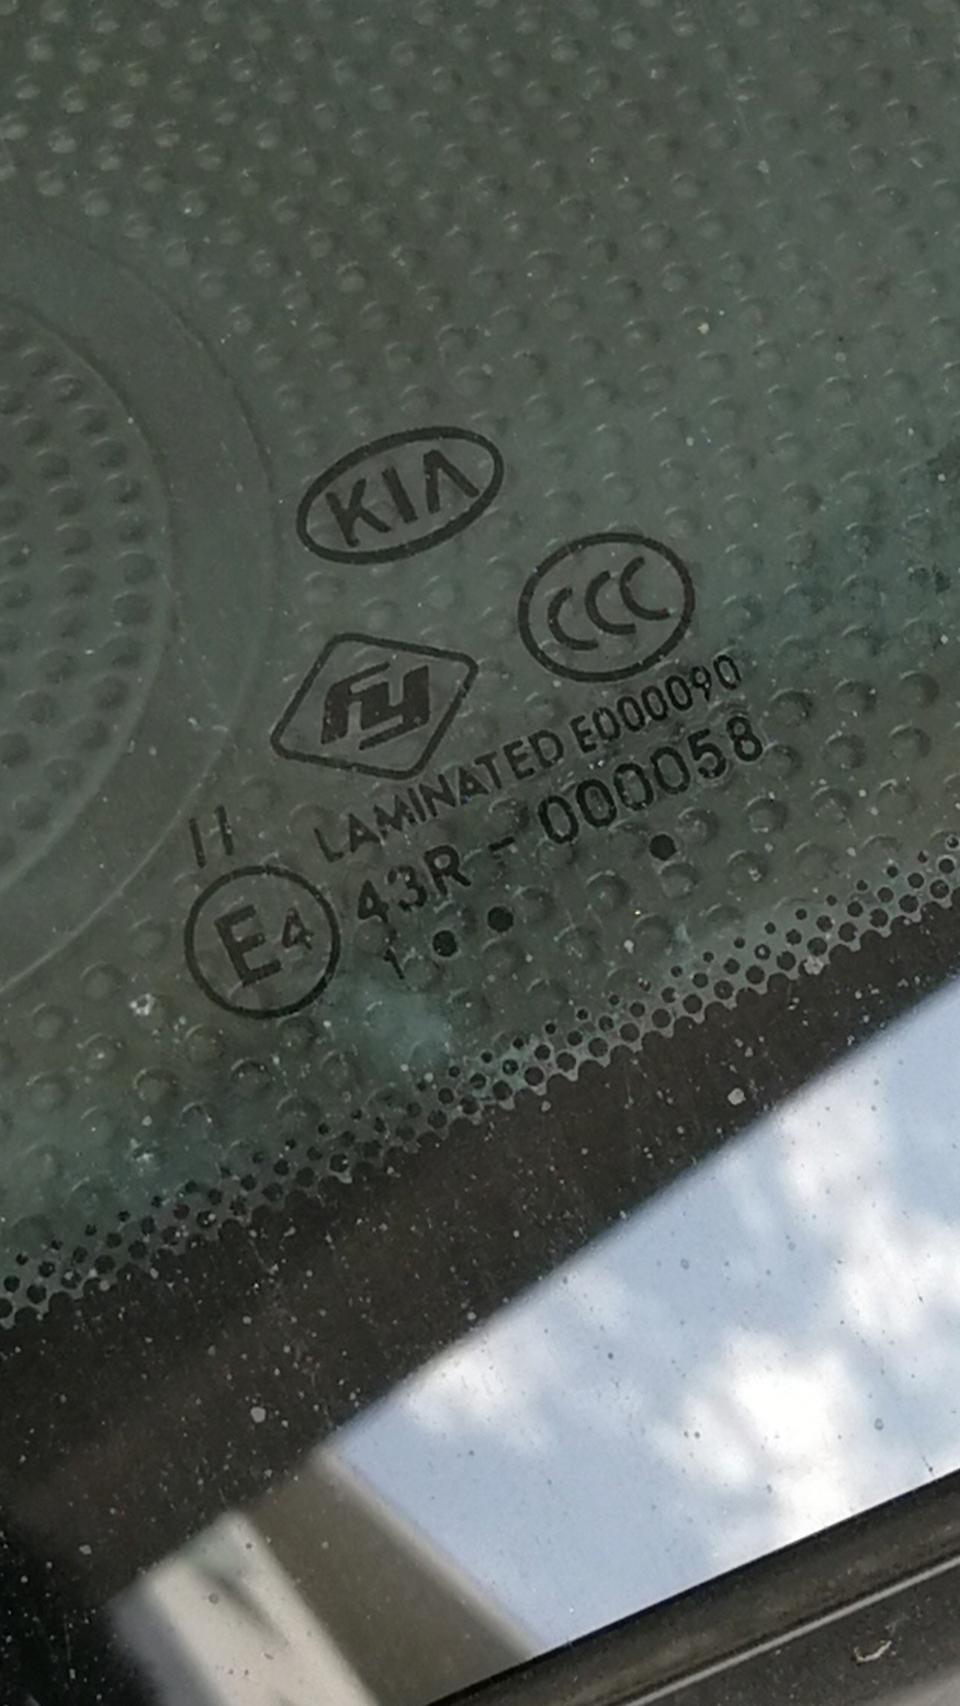 KIA
CCC
FY
LAMINATED E000090
II
E4 43R-000058
1 ●● ●